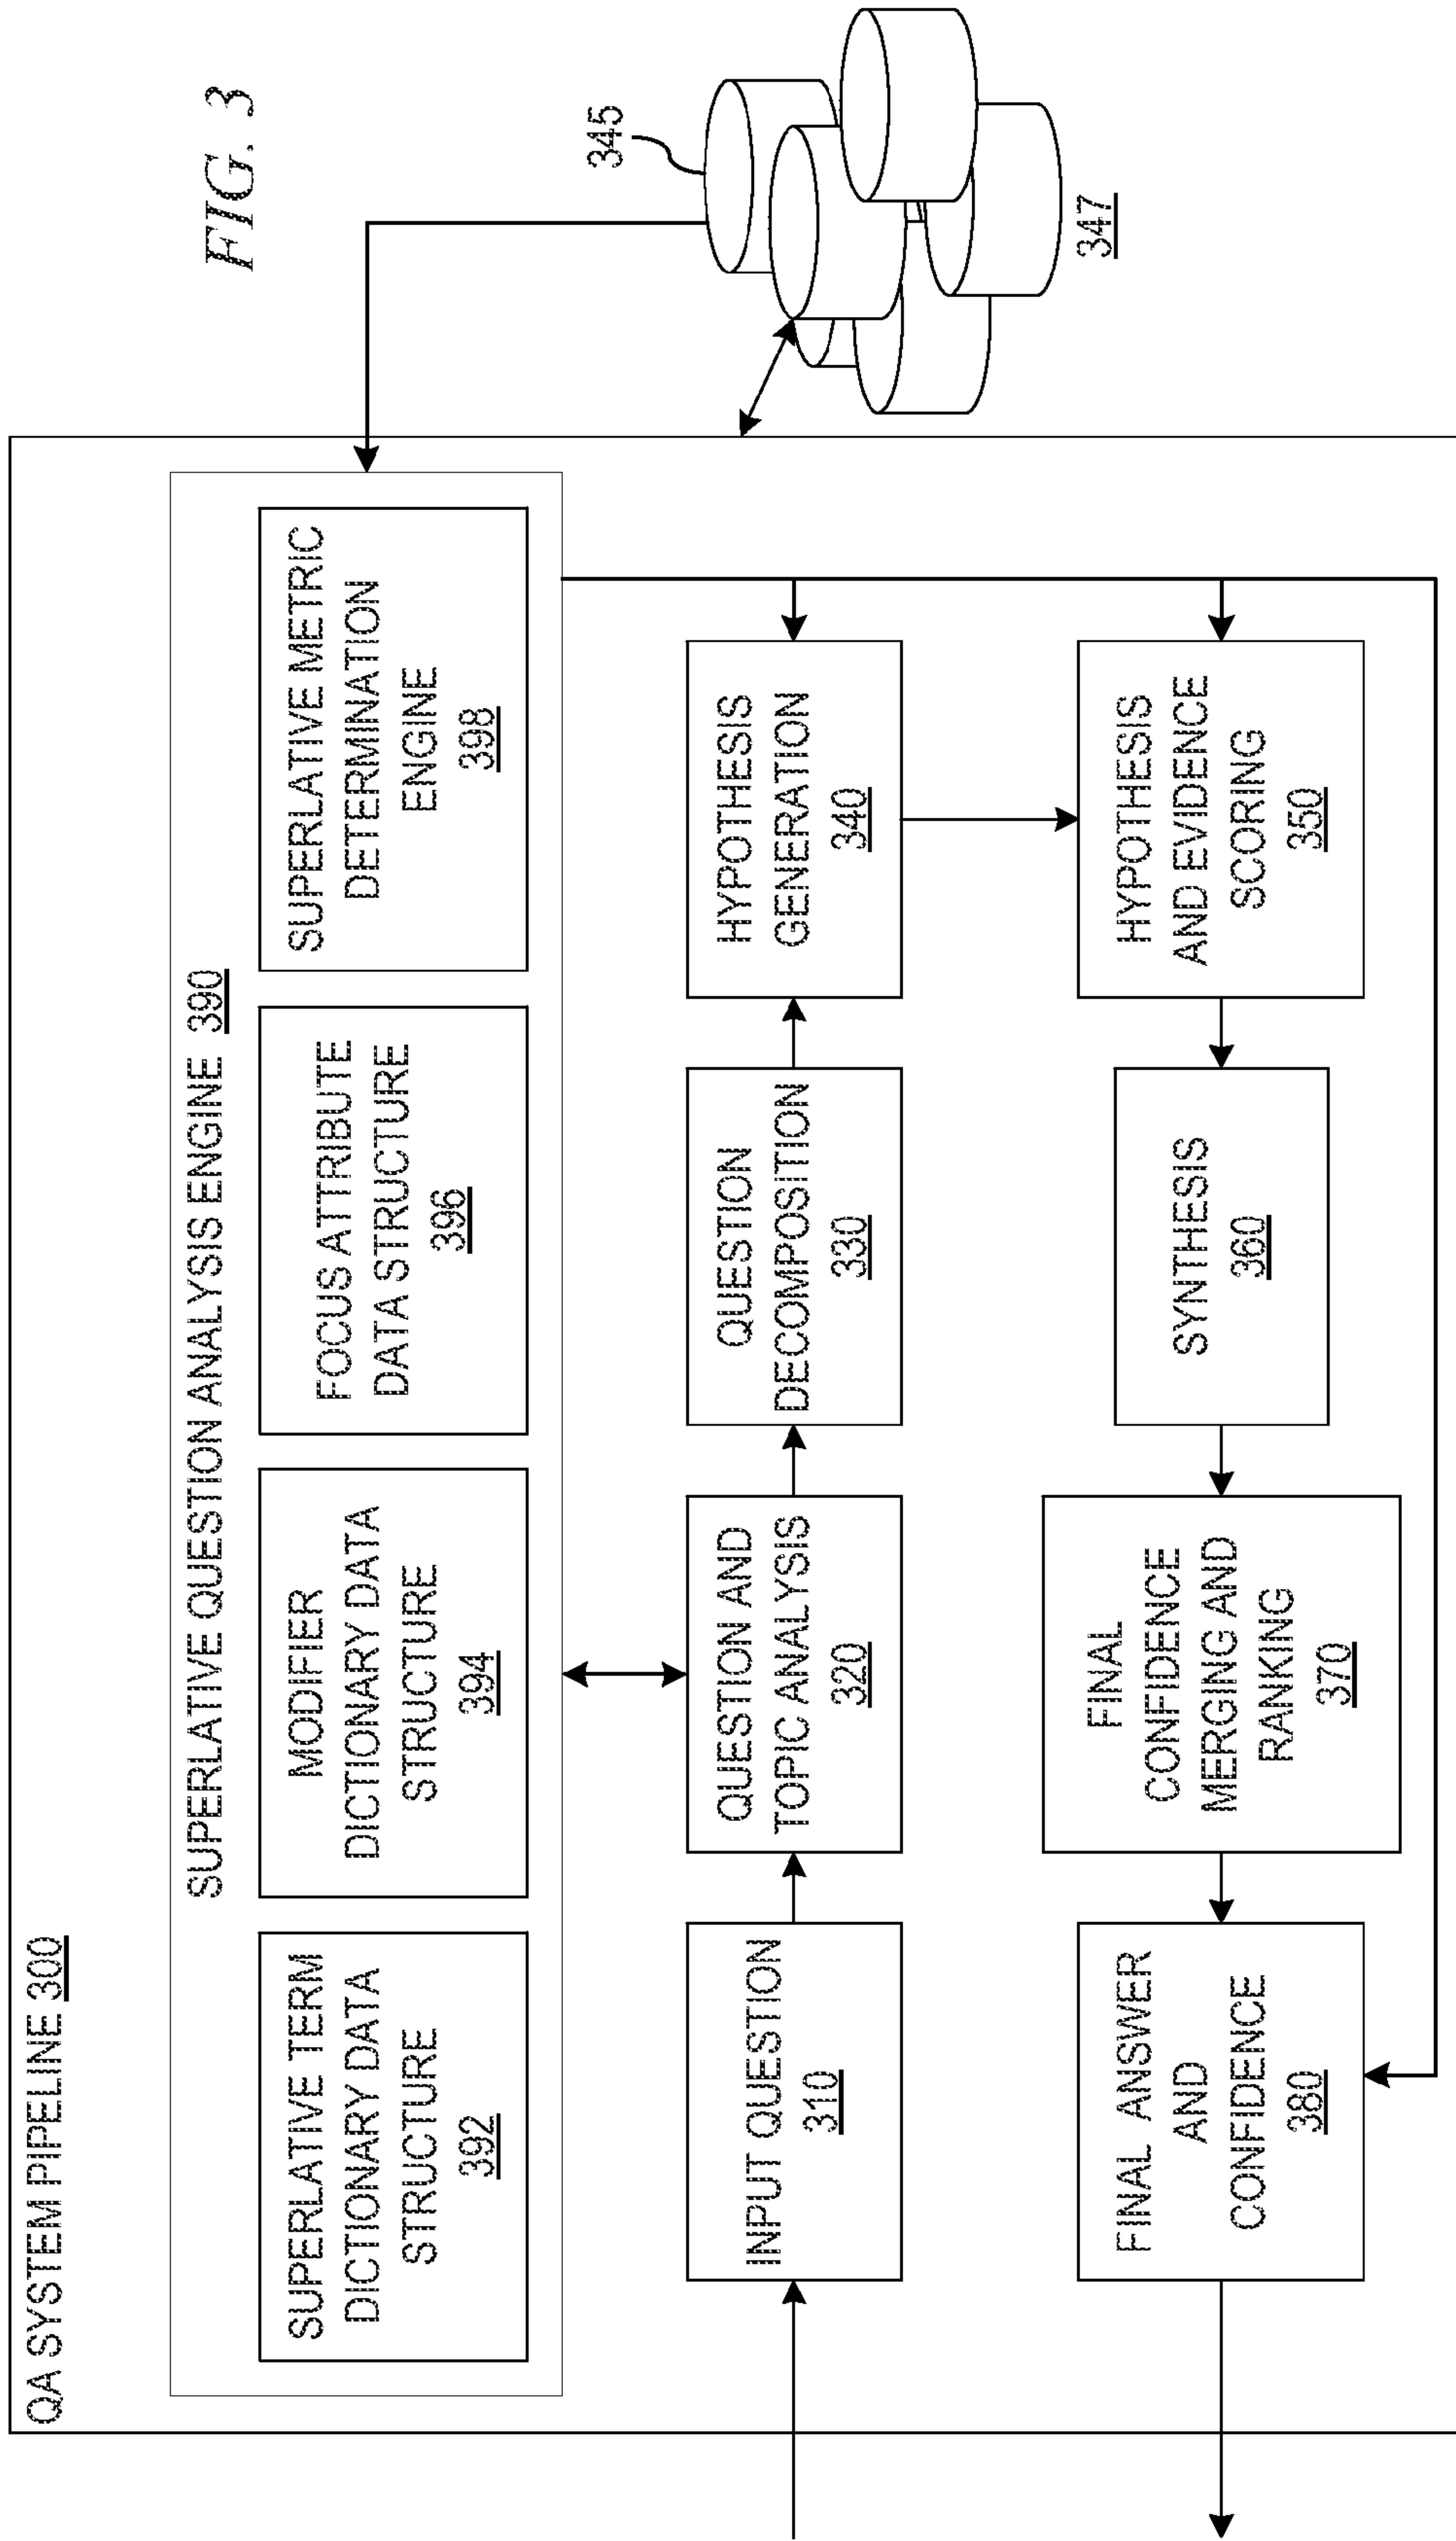 QA SYSTEM PIPELINE 300
SUPERLATIVE QUESTION ANALYSIS ENGINE 390
SUPERLATIVE TERM
DICTIONARY DATA
STRUCTURE
392
MODIFIER
DICTIONARY DATA
STRUCTURE
394
FOCUS ATTRIBUTE
DATA STRUCTURE
396
SUPERLATIVE METRIC
DETERMINATION
ENGINE
398
FIG. 3
345
347
INPUT QUESTION
310
QUESTION AND
TOPIC ANALYSIS
320
QUESTION
DECOMPOSITION
330
HYPOTHESIS
GENERATION
340
FINAL ANSWER
AND
CONFIDENCE
380
FINAL
CONFIDENCE
MERGING AND
RANKING
370
SYNTHESIS
360
HYPOTHESIS
AND EVIDENCE
SCORING
350